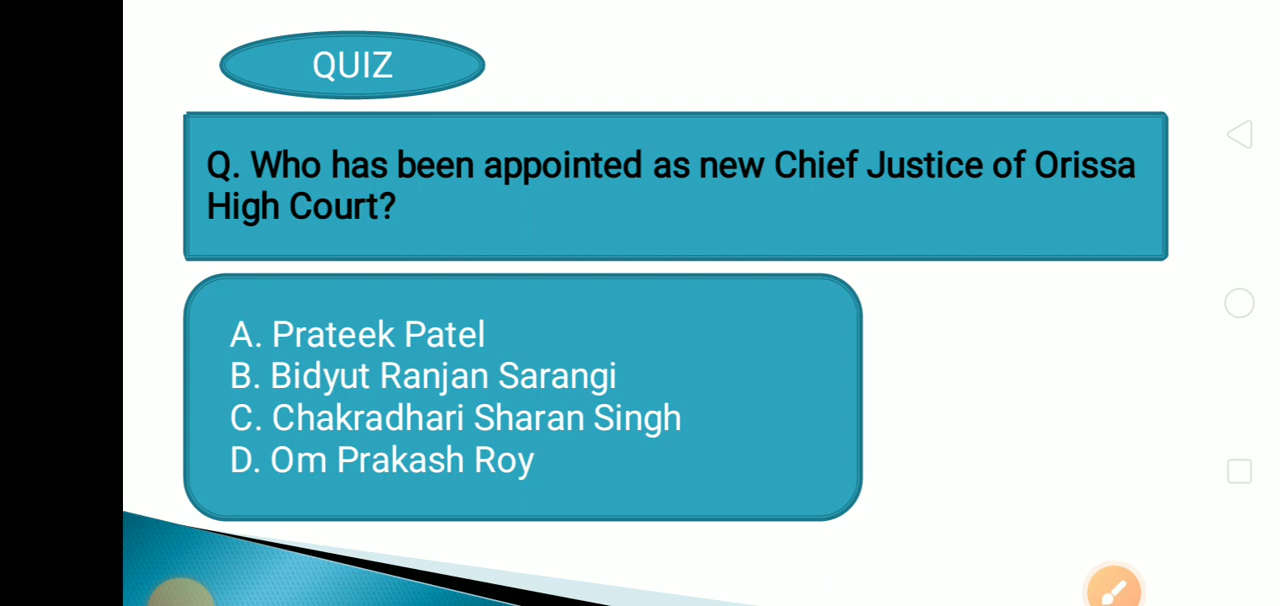 QUIZ
Q. Who has been appointed as new Chief Justice of Orissa
High Court?
A. Prateek Patel
B. Bidyut Ranjan Sarangi
C. Chakradhari Sharan Singh
D. Om Prakash Roy